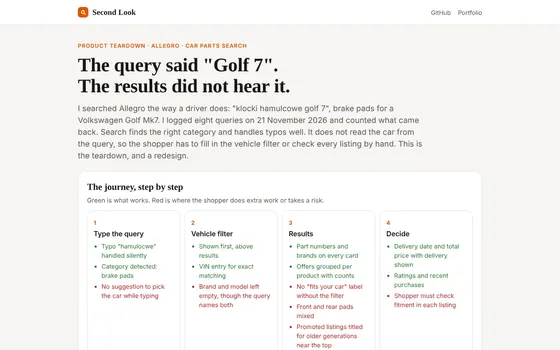 Second Look
GitHub
Portfolio
PRODUCT TEARDOWN · ALLEGRO · CAR PARTS SEARCH
The query said "Golf 7".
The results did not hear it.
I searched Allegro the way a driver does: "klocki hamulcowe golf 7", brake pads for a
Volkswagen Golf Mk7. I logged eight queries on 21 November 2026 and counted what came
back. Search finds the right category and handles typos well. It does not read the car from
the query, so the shopper has to fill in the vehicle filter or check every listing by hand. This is
the teardown, and a redesign.
The journey, step by step
Green is what works. Red is where the shopper does extra work or takes a risk.
1
Type the query
Typo "hamulocwe"
handled silently
Category detected:
brake pads
No suggestion to pick
the car while typing
2
Vehicle filter
Shown first, above
results
VIN entry for exact
matching
Brand and model left
empty, though the query
names both
3
Results
Part numbers and
brands on every card
Offers grouped per
product with counts
No "fits your car" label
without the filter
Front and rear pads
mixed
Promoted listings titled
for older generations
near the top
4
Decide
Delivery date and total
price with delivery
shown
Ratings and recent
purchases
Shopper must check
fitment in each listing